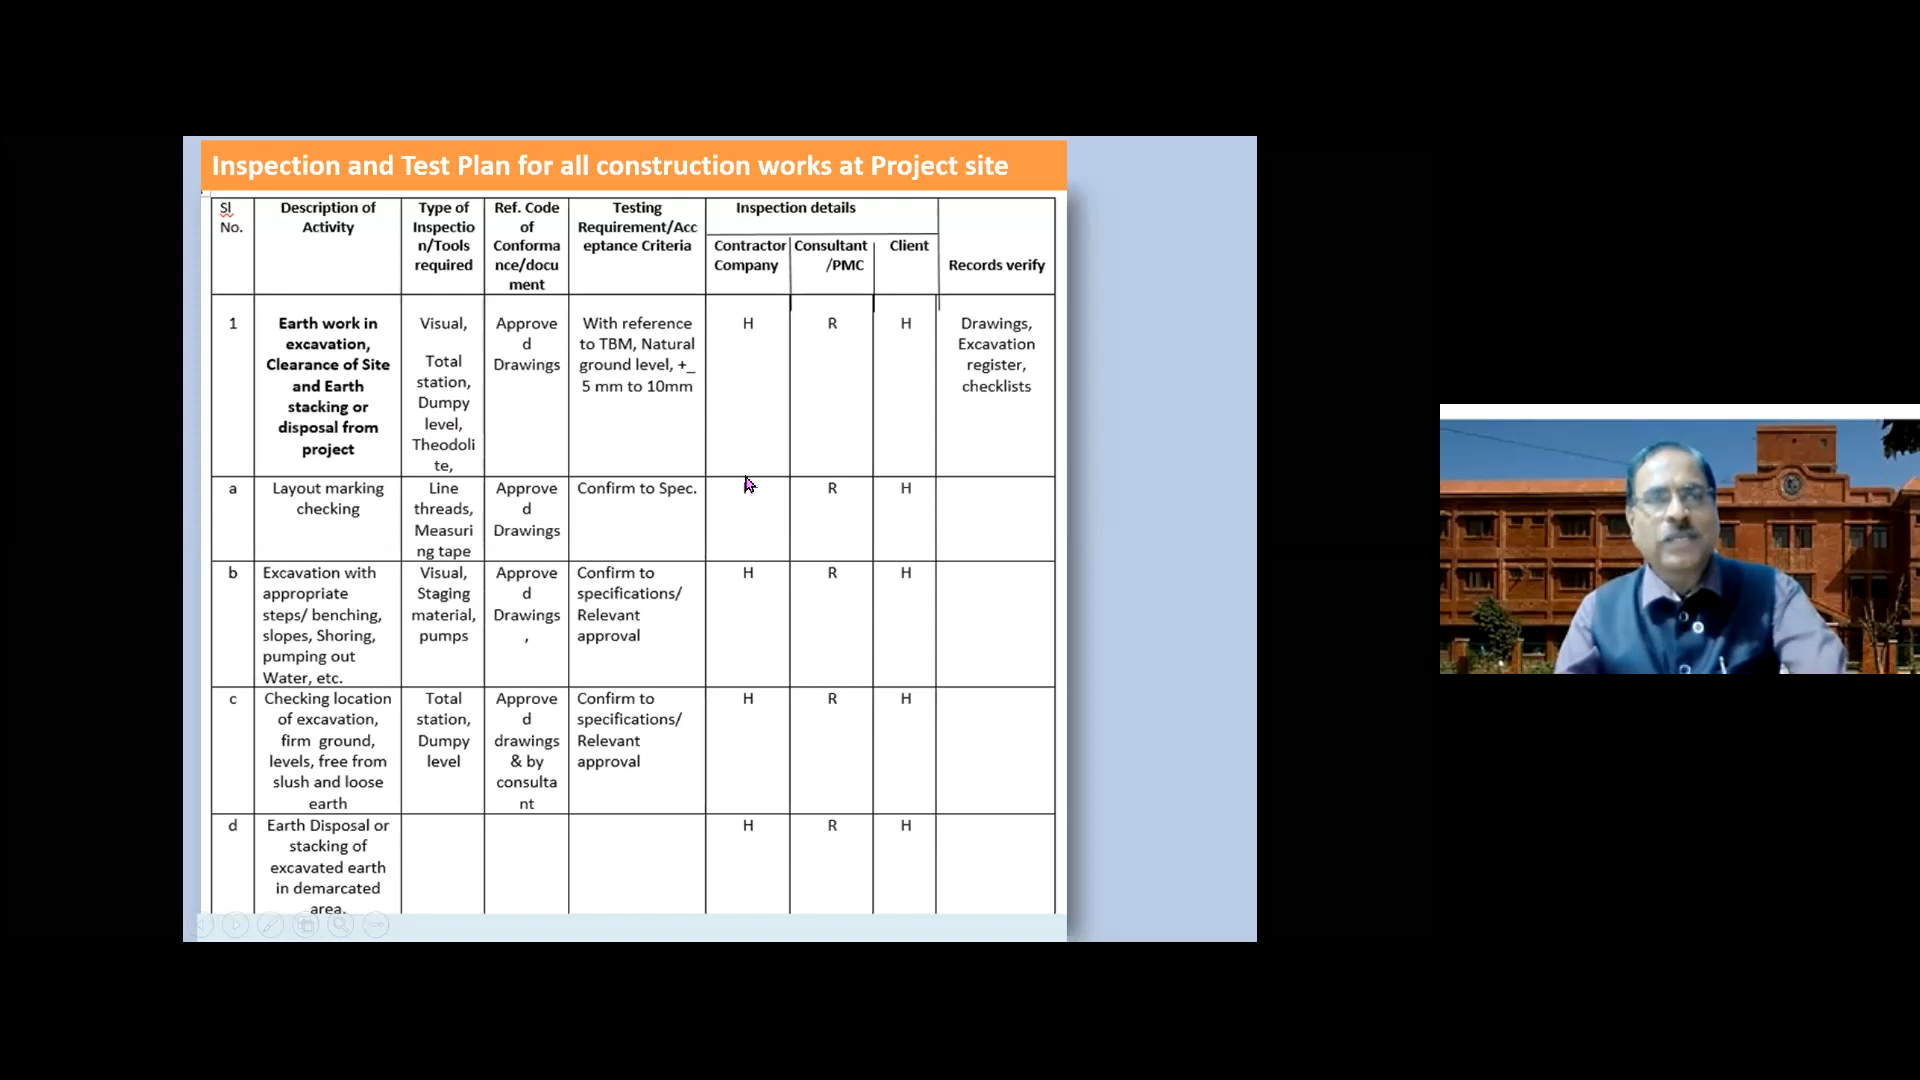 Inspection and Test Plan for all construction works at Project site
Sl
No.
Description of
Activity
Type of
Inspectio
n/Tools
required
Ref. Code
of
Conforma
nce/docu
ment
Testing
Requirement/Acc
eptance Criteria
Inspection details
Contractor
Company
Consultant
/PMC
Client
Records verify
1
Earth work in
excavation,
Clearance of Site
and Earth
stacking or
disposal from
project
Visual,
Total
station,
Dumpy
level,
Theodoli
te,
Approve
d
Drawings
With reference
to TBM, Natural
ground level, +_
5 mm to 10mm
H
R
H
Drawings,
Excavation
register,
checklists
a
Layout marking
checking
Line
threads,
Measuri
ng tape
Approve
d
Drawings
Confirm to Spec.
R
H
b
Excavation with
appropriate
steps/ benching,
slopes, Shoring,
pumping out
Water, etc.
Visual,
Staging
material,
pumps
Approve
d
Drawings
,
Confirm to
specifications/
Relevant
approval
H
R
H
c
Checking location
of excavation,
firm ground,
levels, free from
slush and loose
earth
Total
station,
Dumpy
level
Approve
d
drawings
& by
consulta
nt
Confirm to
specifications/
Relevant
approval
H
R
H
d
Earth Disposal or
stacking of
excavated earth
in demarcated
area.
H
R
H